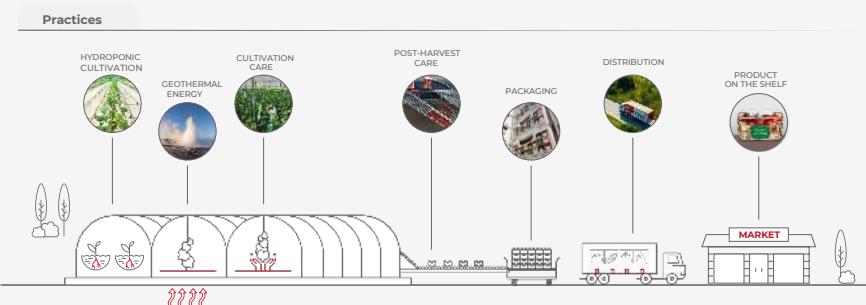 Practices
HYDROPONIC
CULTIVATION
GEOTHERMAL
ENERGY
CULTIVATION
CARE
POST-HARVEST
CARE
PACKAGING
DISTRIBUTION
PRODUCT
ON THE SHELF
MARKET